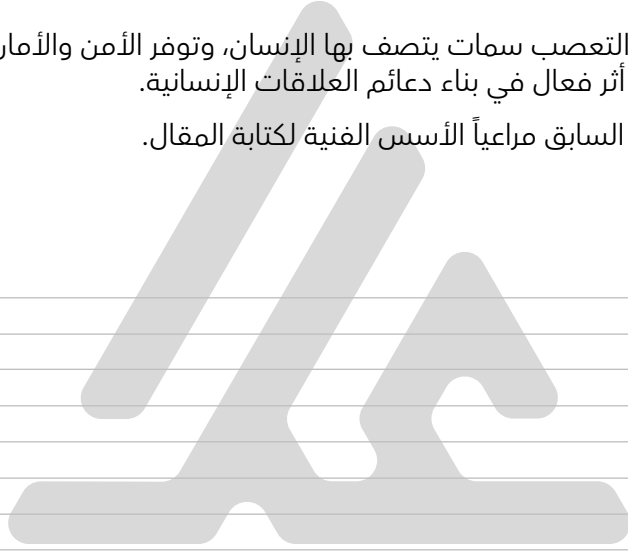 التعصب سمات يتصف بها الإنسان، وتوفر الأمن والأمان
أثر فعال في بناء دعائم العلاقات الإنسانية.
السابق مراعياً الأسس الفنية لكتابة المقال.